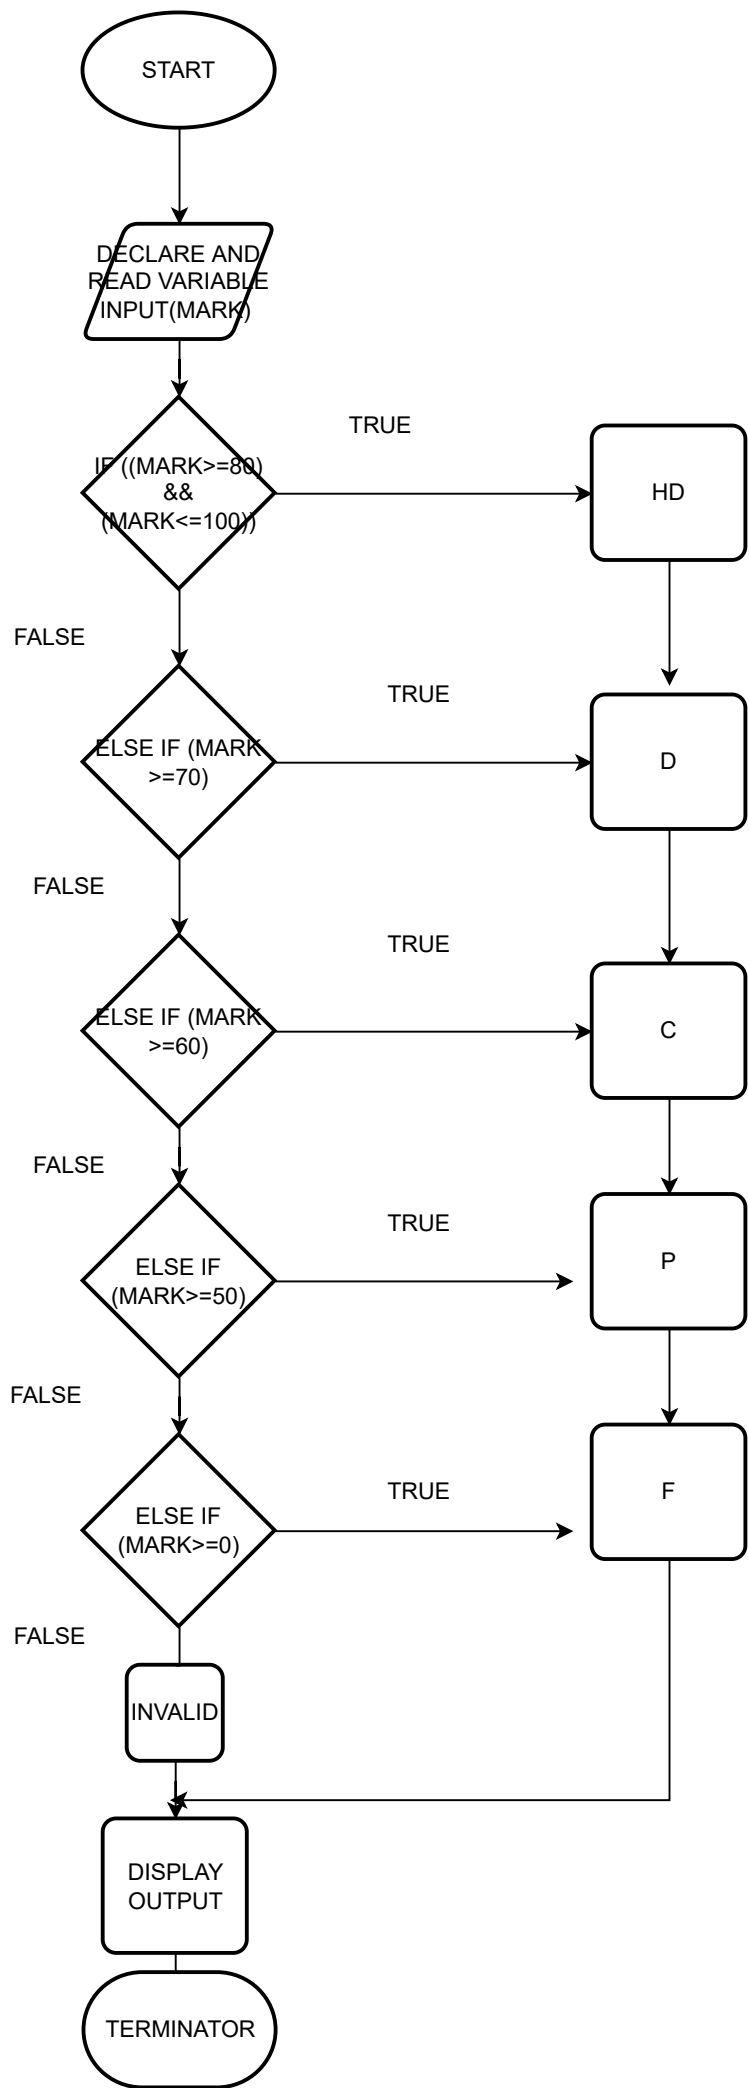 START
DECLARE AND
READ VARIABLE
INPUT(MARK)
TRUE
IF ((MARK>=80)
&&
(MARK<=100))
HD
FALSE
TRUE
ELSE IF (MARK
>=70)
D
FALSE
TRUE
ELSE IF (MARK
>=60)
C
FALSE
TRUE
ELSE IF
(MARK>=50)
P
FALSE
TRUE
ELSE IF
(MARK>=0)
F
FALSE
INVALID
DISPLAY
OUTPUT
TERMINATOR